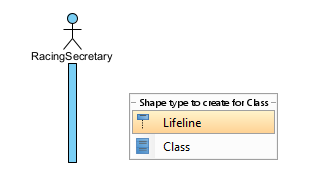 RacingSecretary
Shape type to create for Class
Lifeline
Class